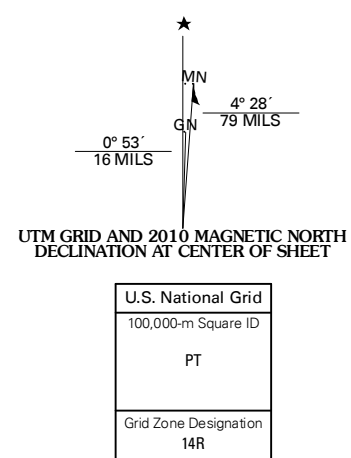 ★
MN
4° 28´
79 MILS
GN
0° 53´
16 MILS
UTM GRID AND 2010 MAGNETIC NORTH
DECLINATION AT CENTER OF SHEET
U.S. National Grid
100,000-m Square ID
PT
Grid Zone Designation
14R